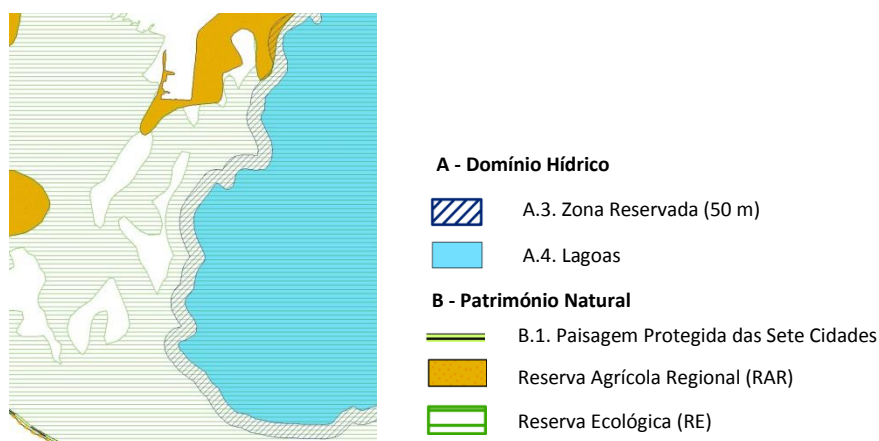 A - Domínio Hídrico
A.3. Zona Reservada (50 m)
A.4. Lagoas
B - Património Natural
B.1. Paisagem Protegida das Sete Cidades
Reserva Agrícola Regional (RAR)
Reserva Ecológica (RE)